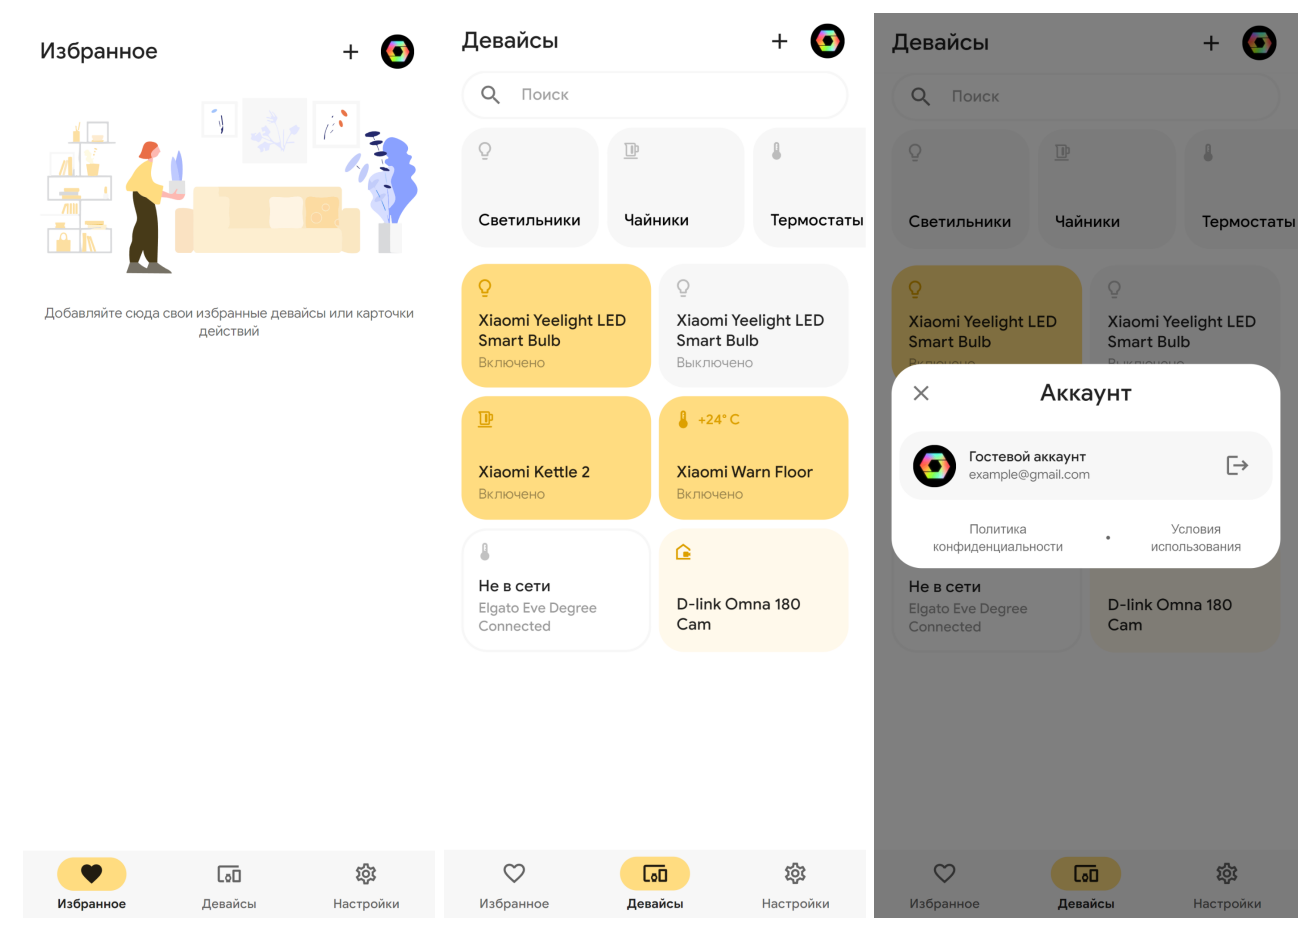 Избранное
Добавляйте сюда свои избранные девайсы или карточки
действий
Избранное
Девайсы
Настройки
Девайсы
Поиск
Светильники
Чайники
Термостаты
Xiaomi Yeelight LED
Smart Bulb
Включено
Xiaomi Yeelight LED
Smart Bulb
Выключено
Xiaomi Kettle 2
Включено
+24° C
Xiaomi Warn Floor
Включено
Не в сети
Elgato Eve Degree
Connected
D-link Omna 180
Cam
Избранное
Девайсы
Настройки
Девайсы
Поиск
Светильники
Чайники
Термостаты
Xiaomi Yeelight LED
Smart Bulb
Включено
Xiaomi Yeelight LED
Smart Bulb
Выключено
Аккаунт
Гостевой аккаунт
example@gmail.com
Политика
конфиденциальности
•
Условия
использования
Не в сети
Elgato Eve Degree
Connected
D-link Omna 180
Cam
Избранное
Девайсы
Настройки